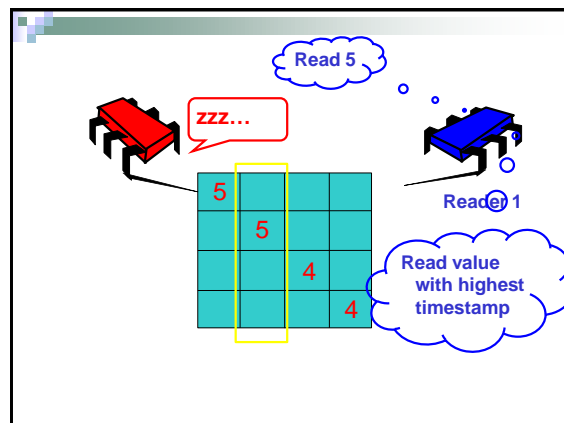 Read 5
zzz…
5
Reader 1
5
4
Read value
with highest
timestamp
4